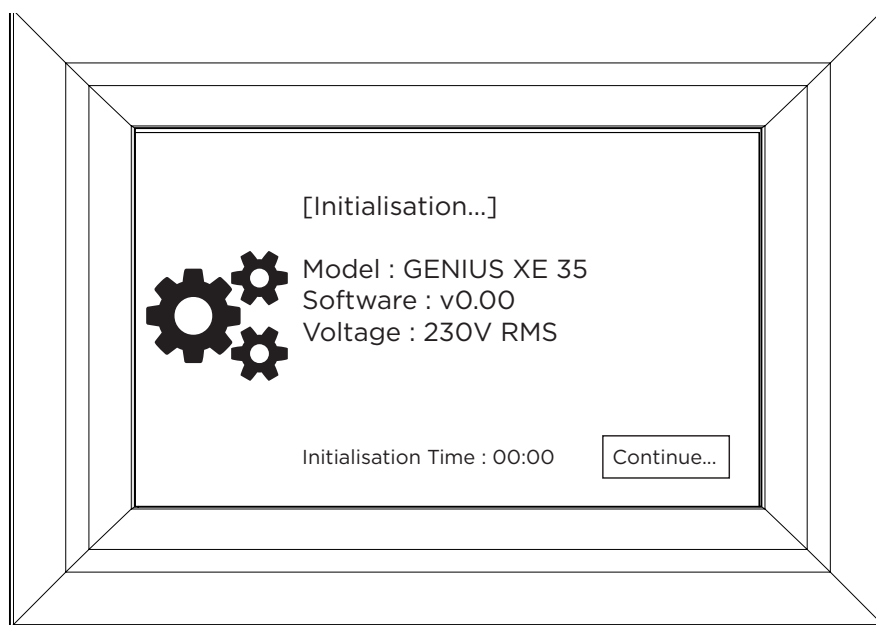 [Initialisation...]
Model : GENIUS XE 35
Software : v0.00
Voltage : 230V RMS
Initialisation Time : 00:00
Continue...